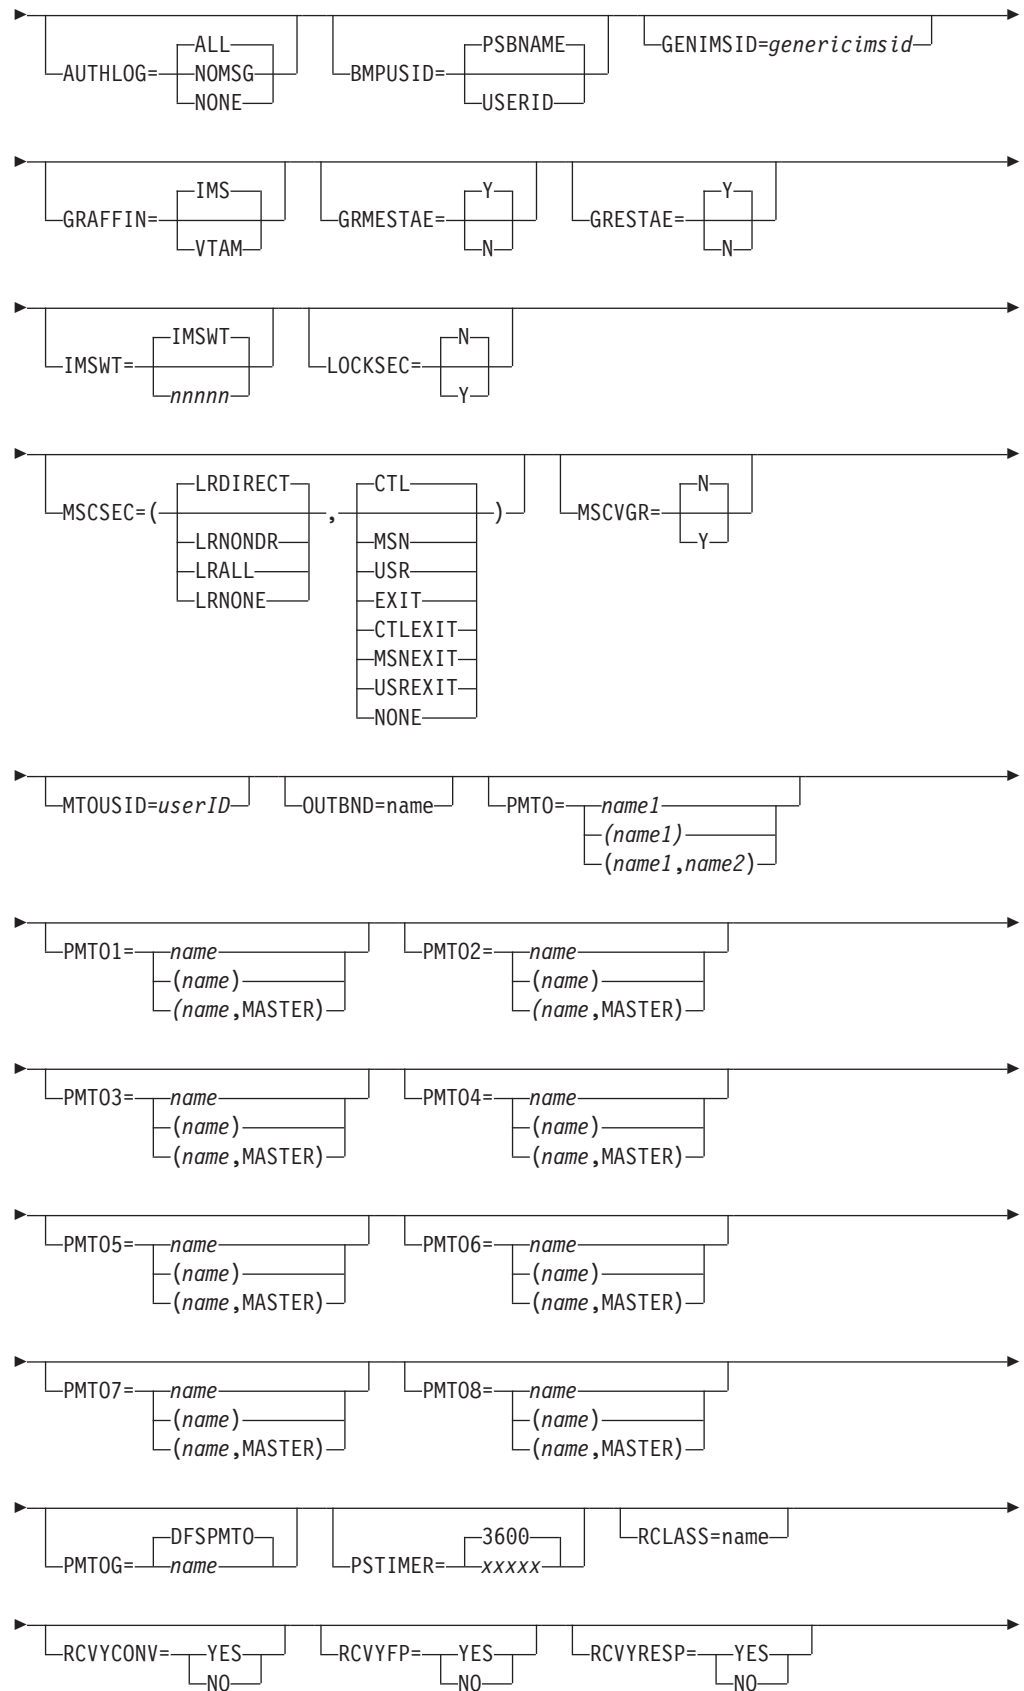 ALL
AUTHLOG= NOMSG
NONE
PSBNAME
BMPUSID=
USERID
GENIMSID=genericimsid
IMS
GRAFFIN=
VTAM
Y
GRMESTAE=
N
Y
GRESTAE=
N
IMSWT
IMSWT=
nnnnn
N
LOCKSEC=
Y
LRDIRECT CTL
MSCSEC=( , )
LRNONDR MSN
LRALL USR
LRNONE EXIT
CTLEXIT
MSNEXIT
USREXIT
NONE
N
MSCVGR=
Y
MTOUSID=userID OUTBND=name PMTO= name1
(name1)
(name1,name2)
PMTO1= name
(name)
(name,MASTER)
PMTO2= name
(name)
(name,MASTER)
PMTO3= name
(name)
(name,MASTER)
PMTO4= name
(name)
(name,MASTER)
PMTO5= name
(name)
(name,MASTER)
PMTO6= name
(name)
(name,MASTER)
PMTO7= name
(name)
(name,MASTER)
PMTO8= name
(name)
(name,MASTER)
DFSPMTO
PMTOG= name
3600
PSTIMER= xxxxx
RCLASS=name
RCVYCONV= YES
NO
RCVYFP= YES
NO
RCVYRESP= YES
NO